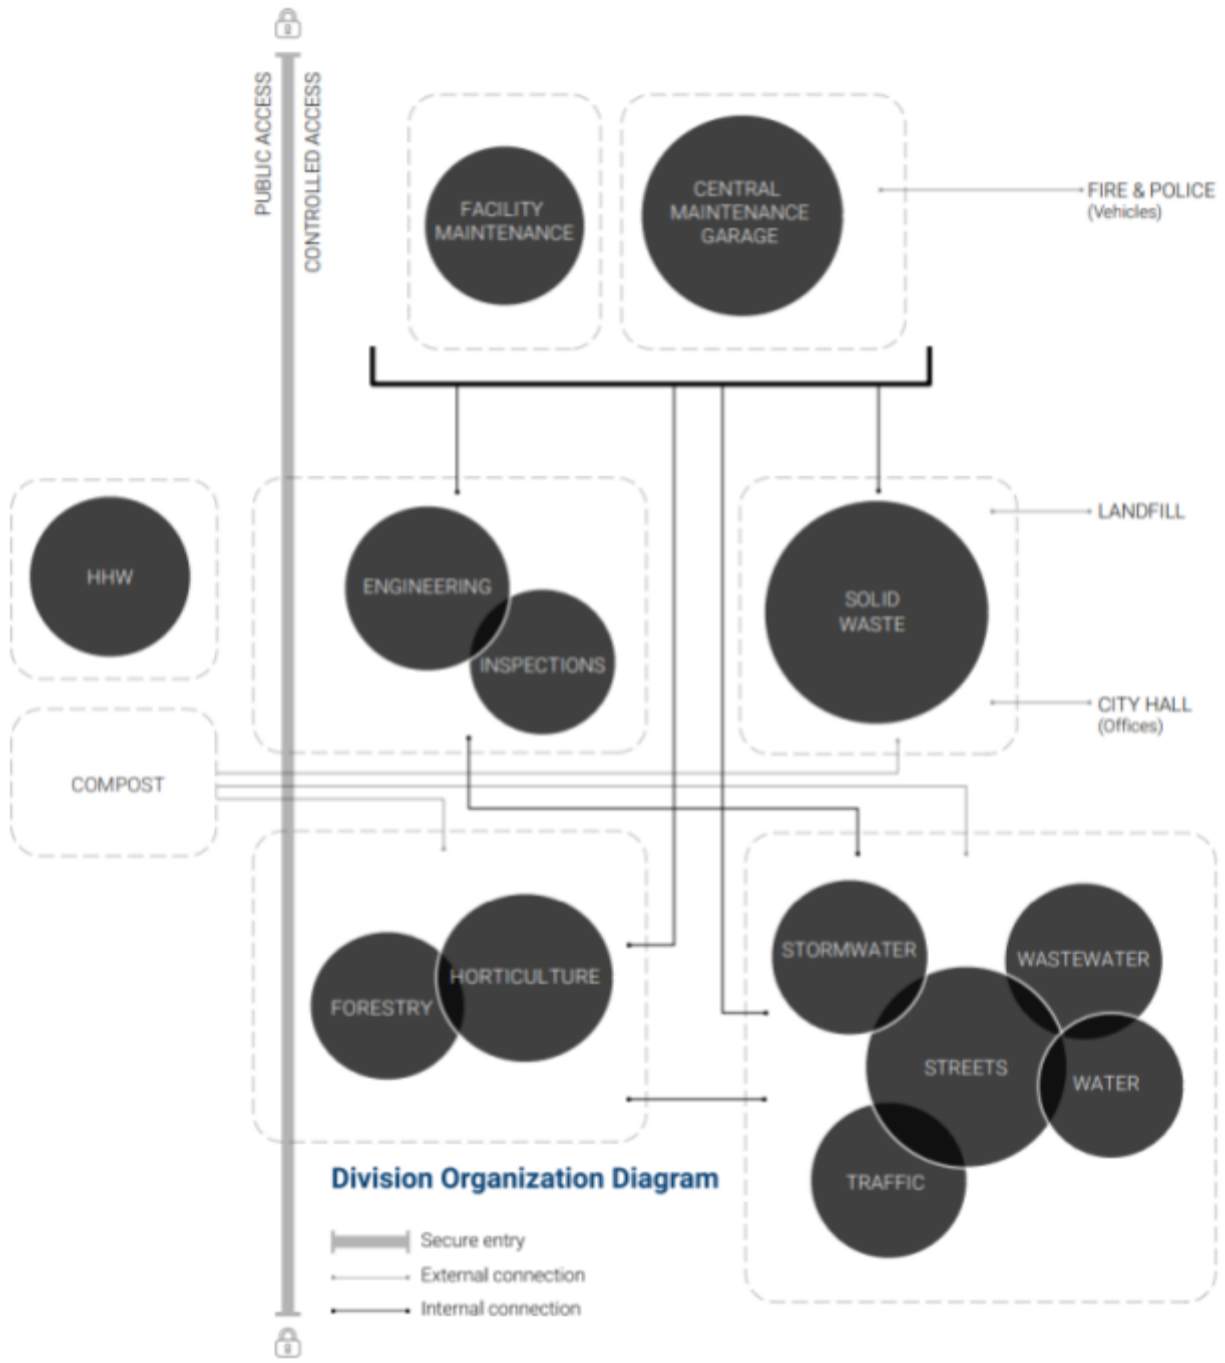 PUBLIC ACCESS
CONTROLLED ACCESS
FACILITY
MAINTENANCE
CENTRAL
MAINTENANCE
GARAGE
FIRE & POLICE
(Vehicles)
HHW
ENGINEERING
INSPECTIONS
SOLID
WASTE
LANDFILL
CITY HALL
(Offices)
COMPOST
FORESTRY
HORTICULTURE
STORMWATER
WASTEWATER
STREETS
WATER
TRAFFIC
Division Organization Diagram
Secure entry
External connection
Internal connection